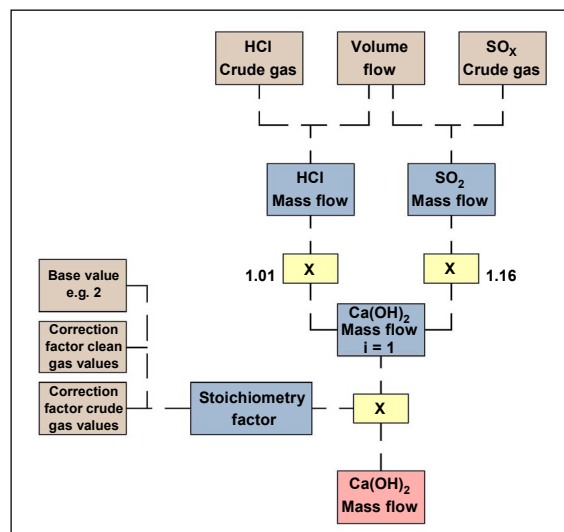 HCl
Crude gas
Volume
flow
SOX
Crude gas
HCl
Mass flow
SO2
Mass flow
1.01
X
X
1.16
Base value
e.g. 2
Ca(OH)2
Mass flow
i = 1
Correction
factor clean
gas values
Correction
factor crude
gas values
Stoichiometry
factor
X
Ca(OH)2
Mass flow